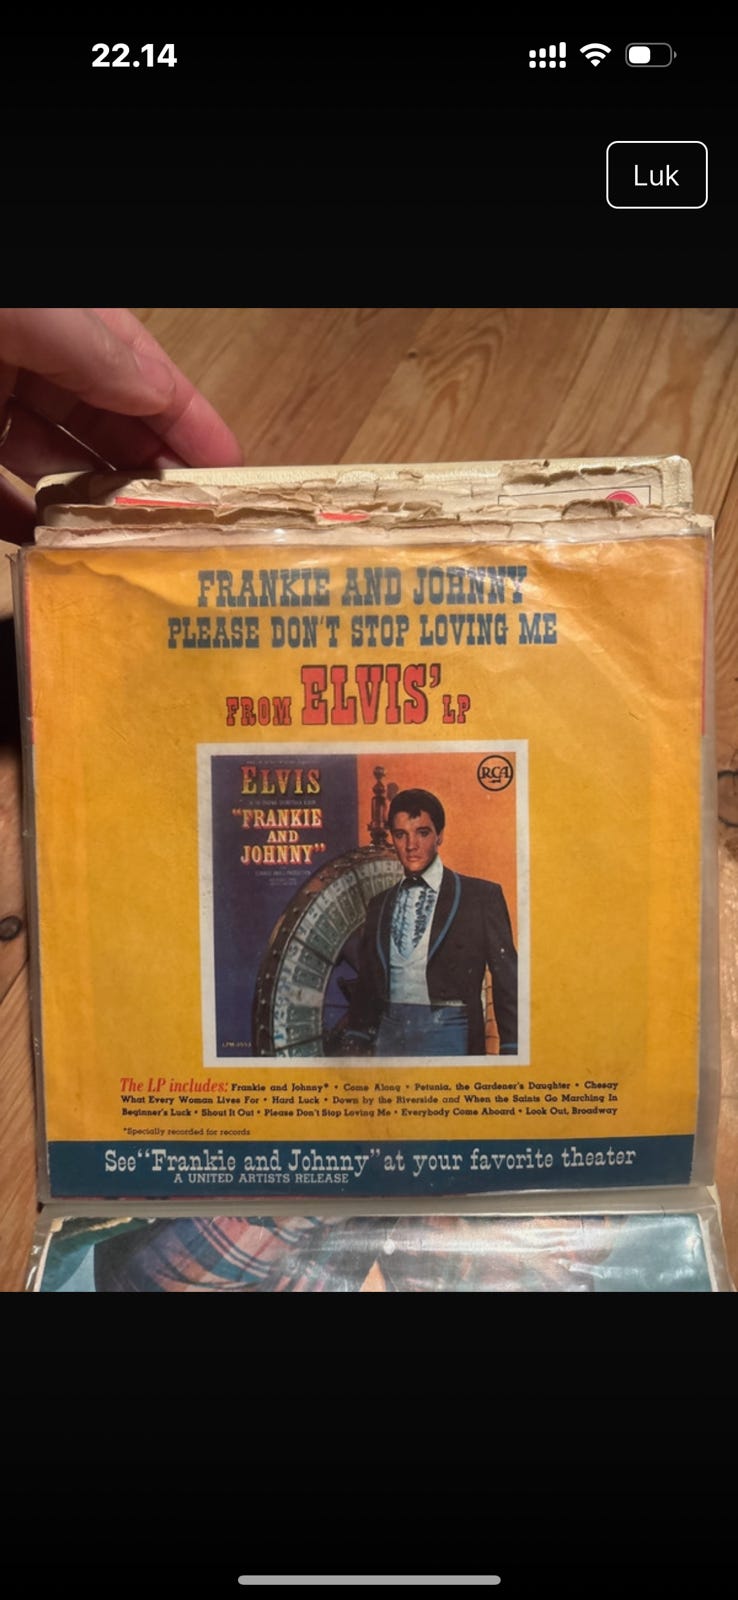 22.14
Luk
FRANKIE AND JOHNNY
PLEASE DON'T STOP LOVING ME
FROM ELVIS' LP
ELVIS
RCA
"FRANKIE
AND
JOHNNY"
The LP includes: Frankie and Johnny* • Come Along • Petunia, the Gardener's Daughter • Chesay
What Every Woman Lives For • Hard Luck • Down by the Riverside and When the Saints Go Marching In
Beginner's Luck • Shout It Out • Please Don't Stop Loving Me • Everybody Come Aboard • Look Out, Broadway
*Specially recorded for records
See "Frankie and Johnny" at your favorite theater
A UNITED ARTISTS RELEASE